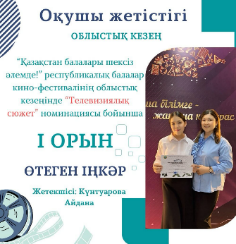 Оқушы жетістігі
ОБЛЫСТЫҚ КЕЗЕҢ
"Қазақстан балалары шексіз
әлемде!" республикалық балалар
кино-фестивалінің облыстық
кезеңінде "Телевизиялық
сюжет" номинациясы бойынша
I ОРЫН
ӨТЕГЕН ІҢКӘР
Жетекшісі: Күнтуарова
Айдана
білімге